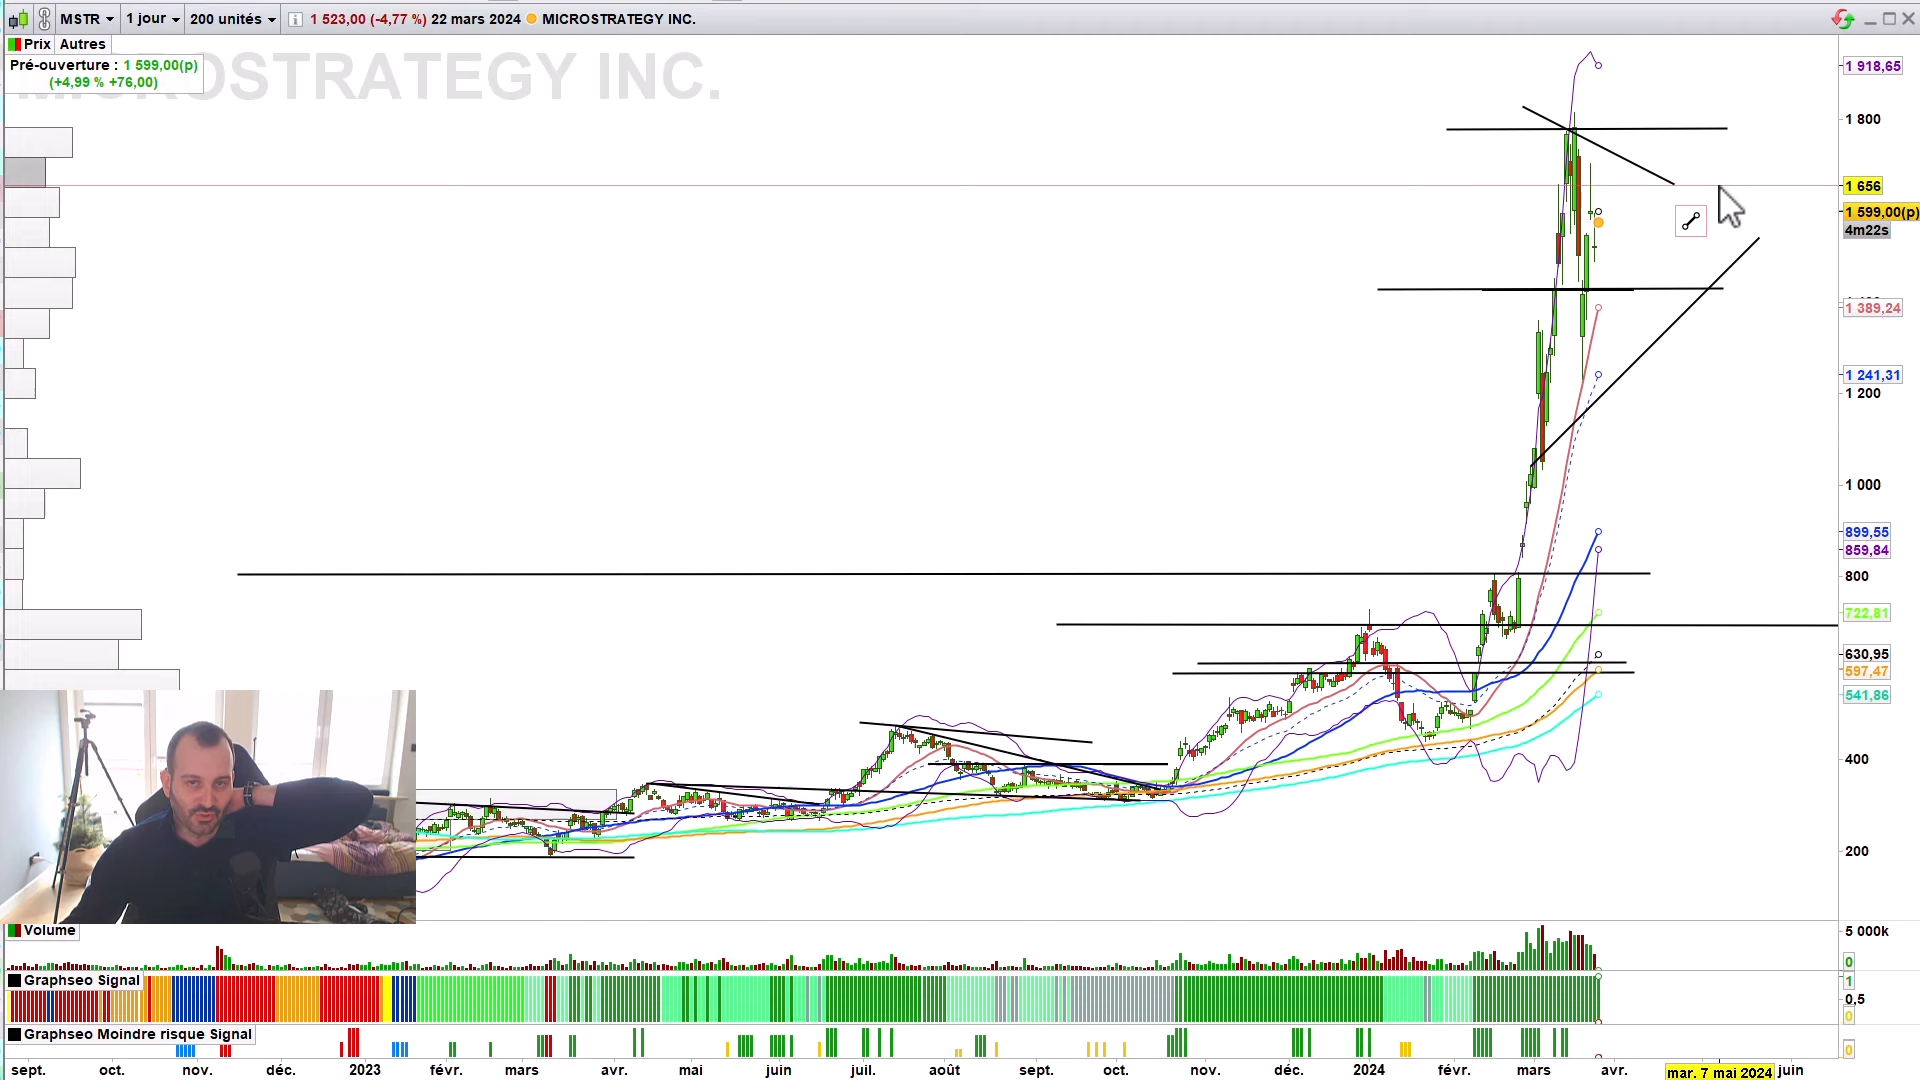 MSTR 1 jour 200 unités 1 523,00 (-4,77 %) 22 mars 2024 MICROSTRATEGY INC.
Prix Autres
Pré-ouverture : 1 599,00(p)
(+4,99 % +76,00)
MICROSTRATEGY INC.
1 918,65
1 800
1 656
1 599,00(p)
4m22s
1 389,24
1 241,31
1 200
1 000
899,55
859,84
800
722,81
630,95
597,47
541,86
400
200
Volume
5 000k
0
Graphseo Signal
1
0,5
0
Graphseo Moindre risque Signal
0
sept. oct. nov. déc. 2023 févr. mars avr. mai juin juil. août sept. oct. nov. déc. 2024 févr. mars avr. mar. 7 mai 2024 juin